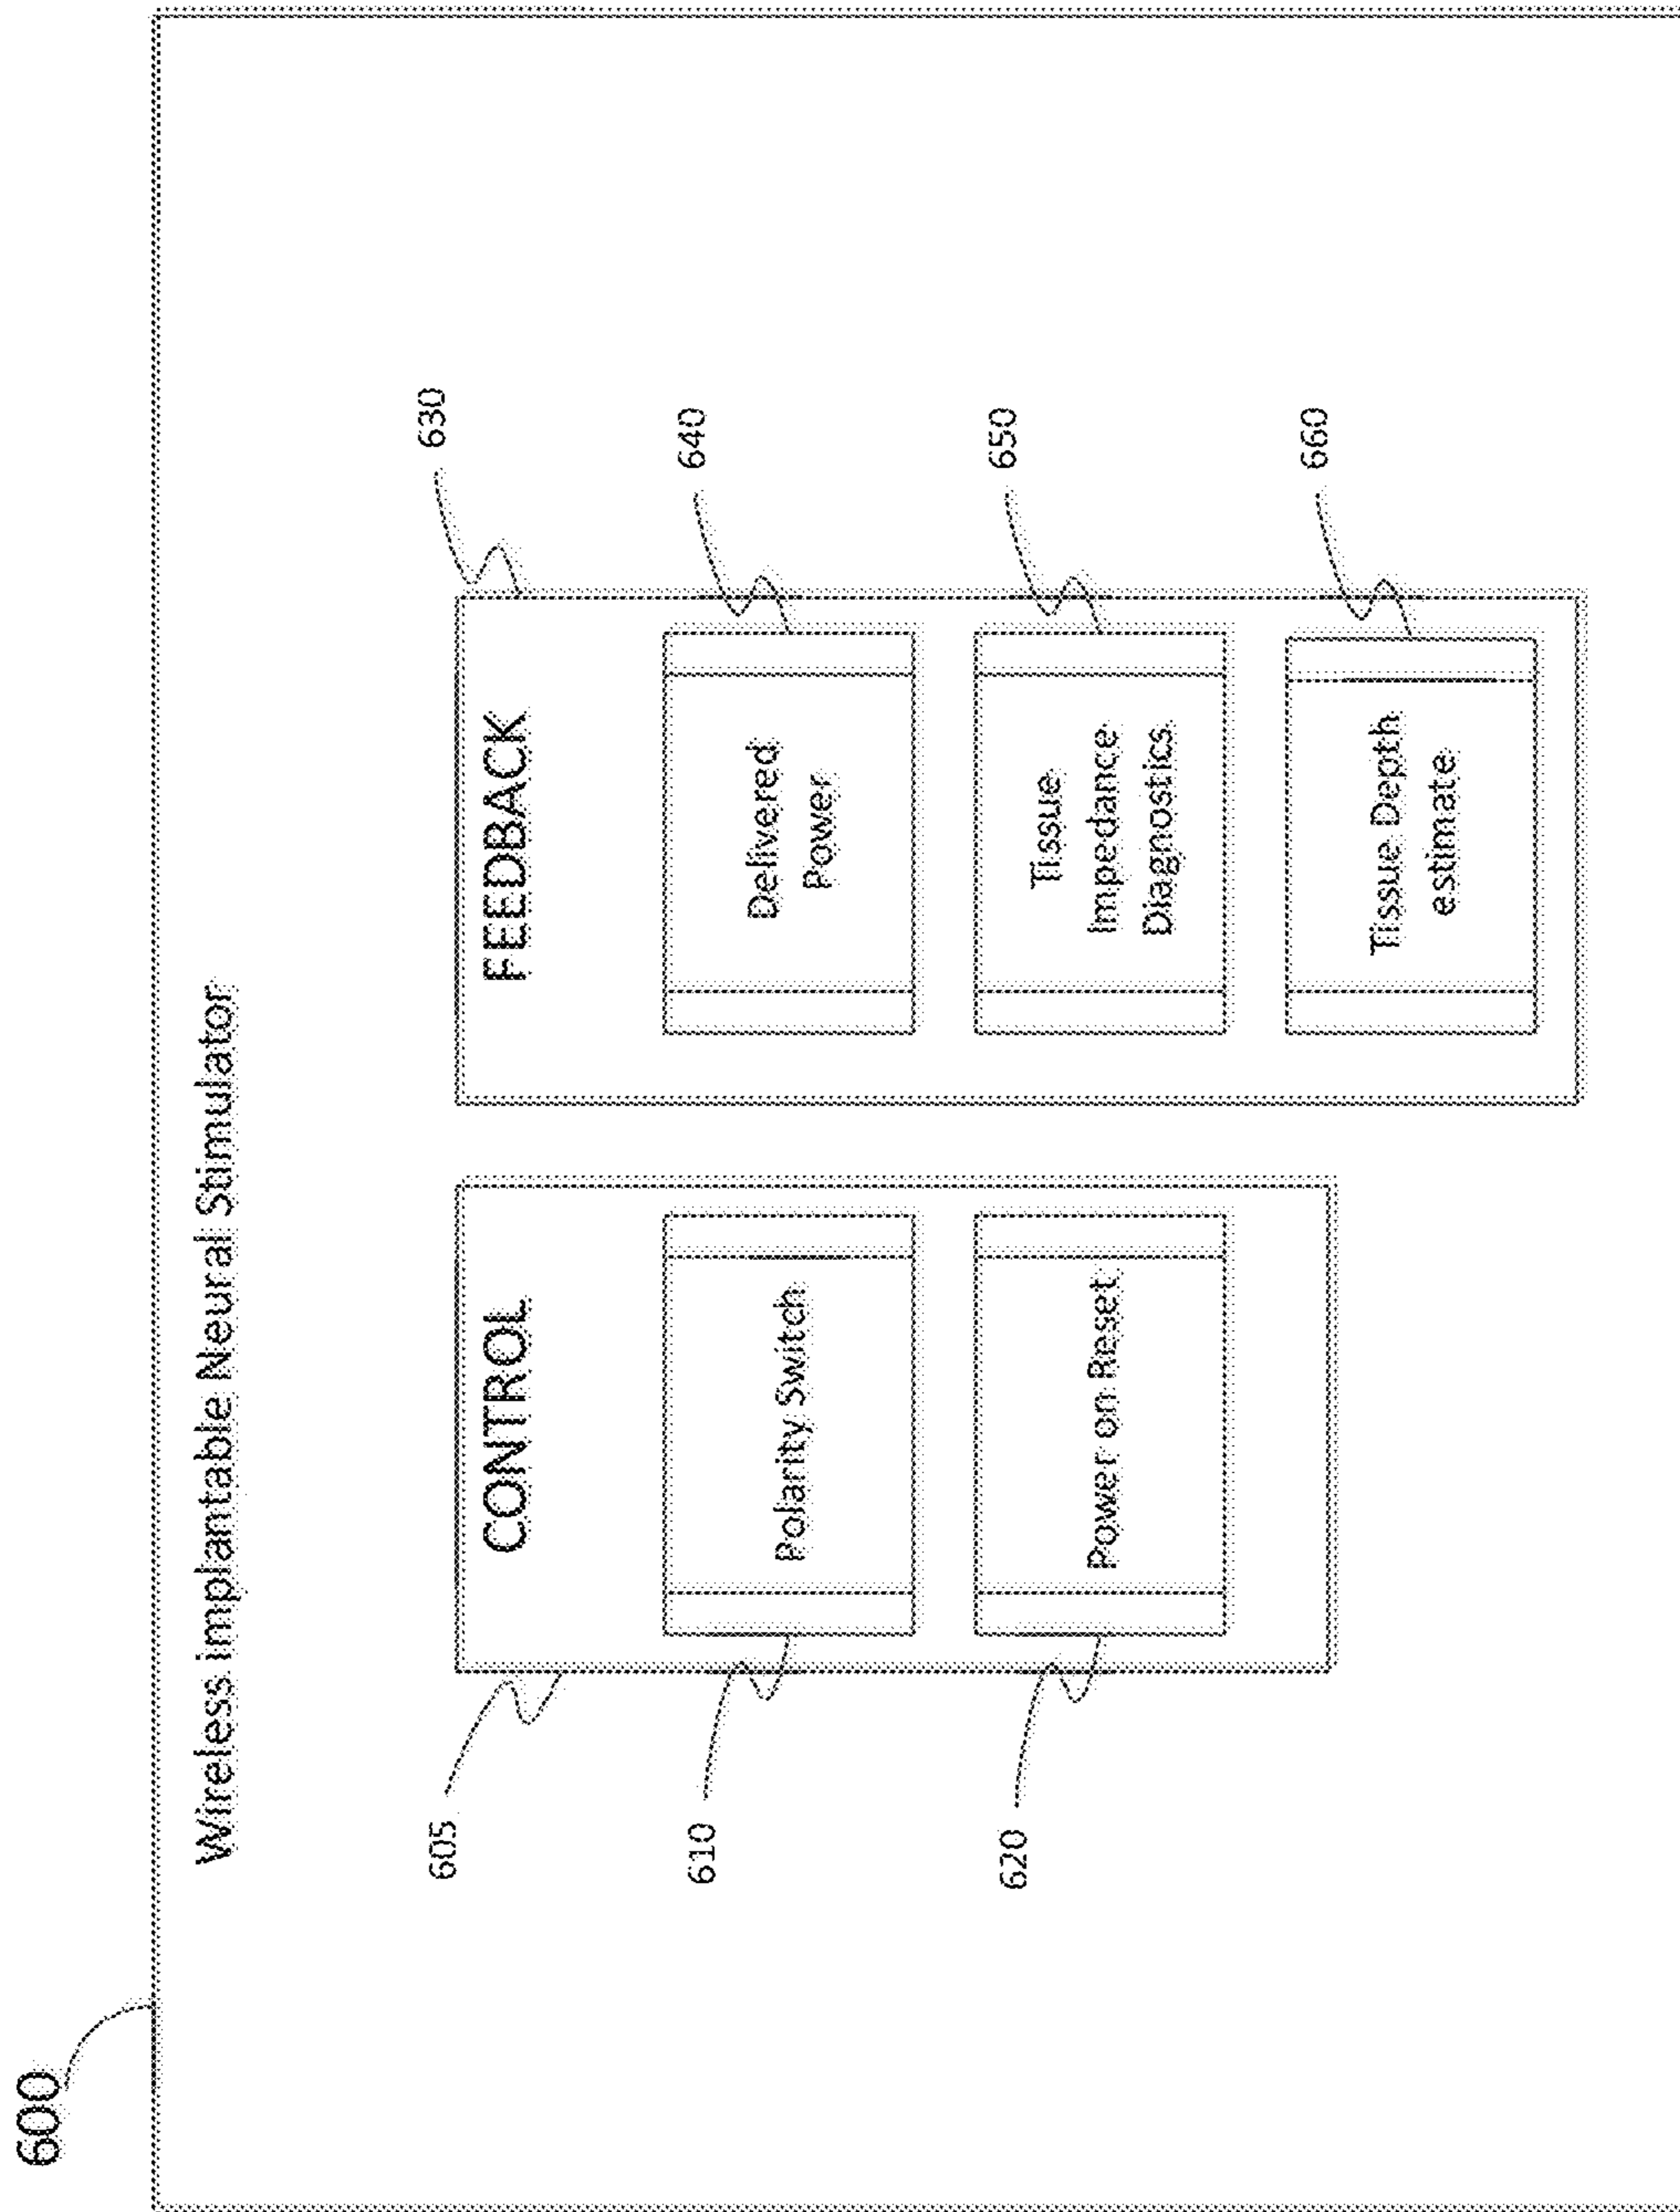 600
Wireless implantable Neural Stimulator
605
CONTROL
610
Polarity Switch
620
Power on Reset
FEEDBACK
630
Delivered
Power
640
Tissue
Impedance
Diagnostics
650
Tissue Depth
estimate
660